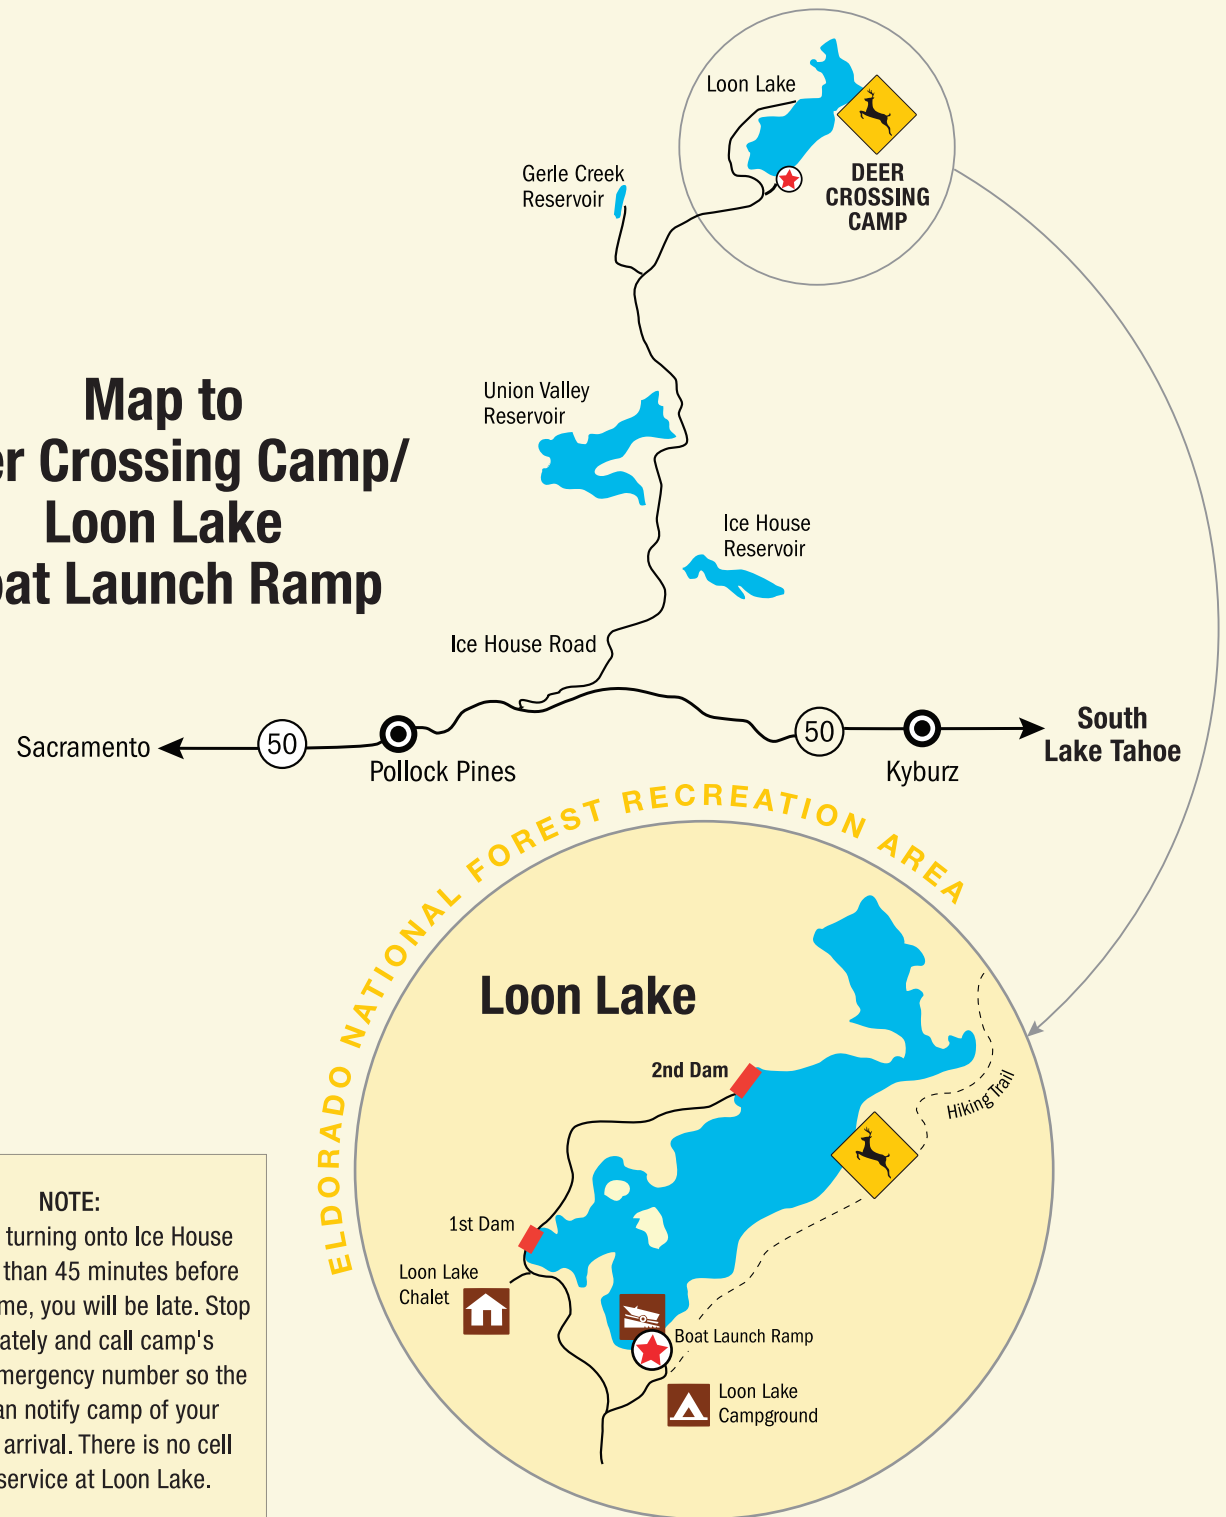 Loon Lake
DEER
CROSSING
CAMP
Gerle Creek
Reservoir
Map to
er Crossing Camp/
Loon Lake
oat Launch Ramp
Union Valley
Reservoir
Ice House
Reservoir
Ice House Road
Sacramento
50
Pollock Pines
50
Kyburz
South
Lake Tahoe
ELDORADO NATIONAL FOREST RECREATION AREA
Loon Lake
2nd Dam
Hiking Trail
1st Dam
Loon Lake
Chalet
Boat Launch Ramp
Loon Lake
Campground
NOTE:
turning onto Ice House
than 45 minutes before
me, you will be late. Stop
ately and call camp's
mergency number so the
an notify camp of your
arrival. There is no cell
service at Loon Lake.